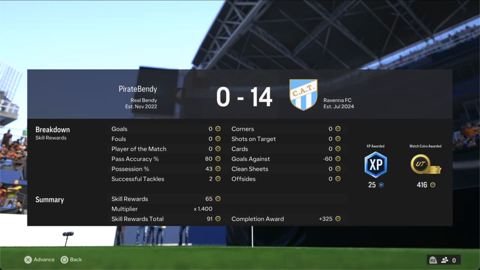 PirateBendy
0 - 14
C.A.T.
Real Bendy
Est. Nov 2022
Ravenna FC
Est. Jul 2024
Breakdown
Skill Rewards
Goals 0
Corners 0
Fouls 0
Shots on Target 0
Player of the Match 0
Cards 0
Pass Accuracy % 80
Goals Against -60
Possession % 43
Clean Sheets 0
Successful Tackles 2
Offsides 0
XP Awarded
XP
25
Match Coins Awarded
UT
416
Summary
Skill Rewards 65
Multiplier x 1.400
Skill Rewards Total 91
Completion Award +325
Advance
Back
0